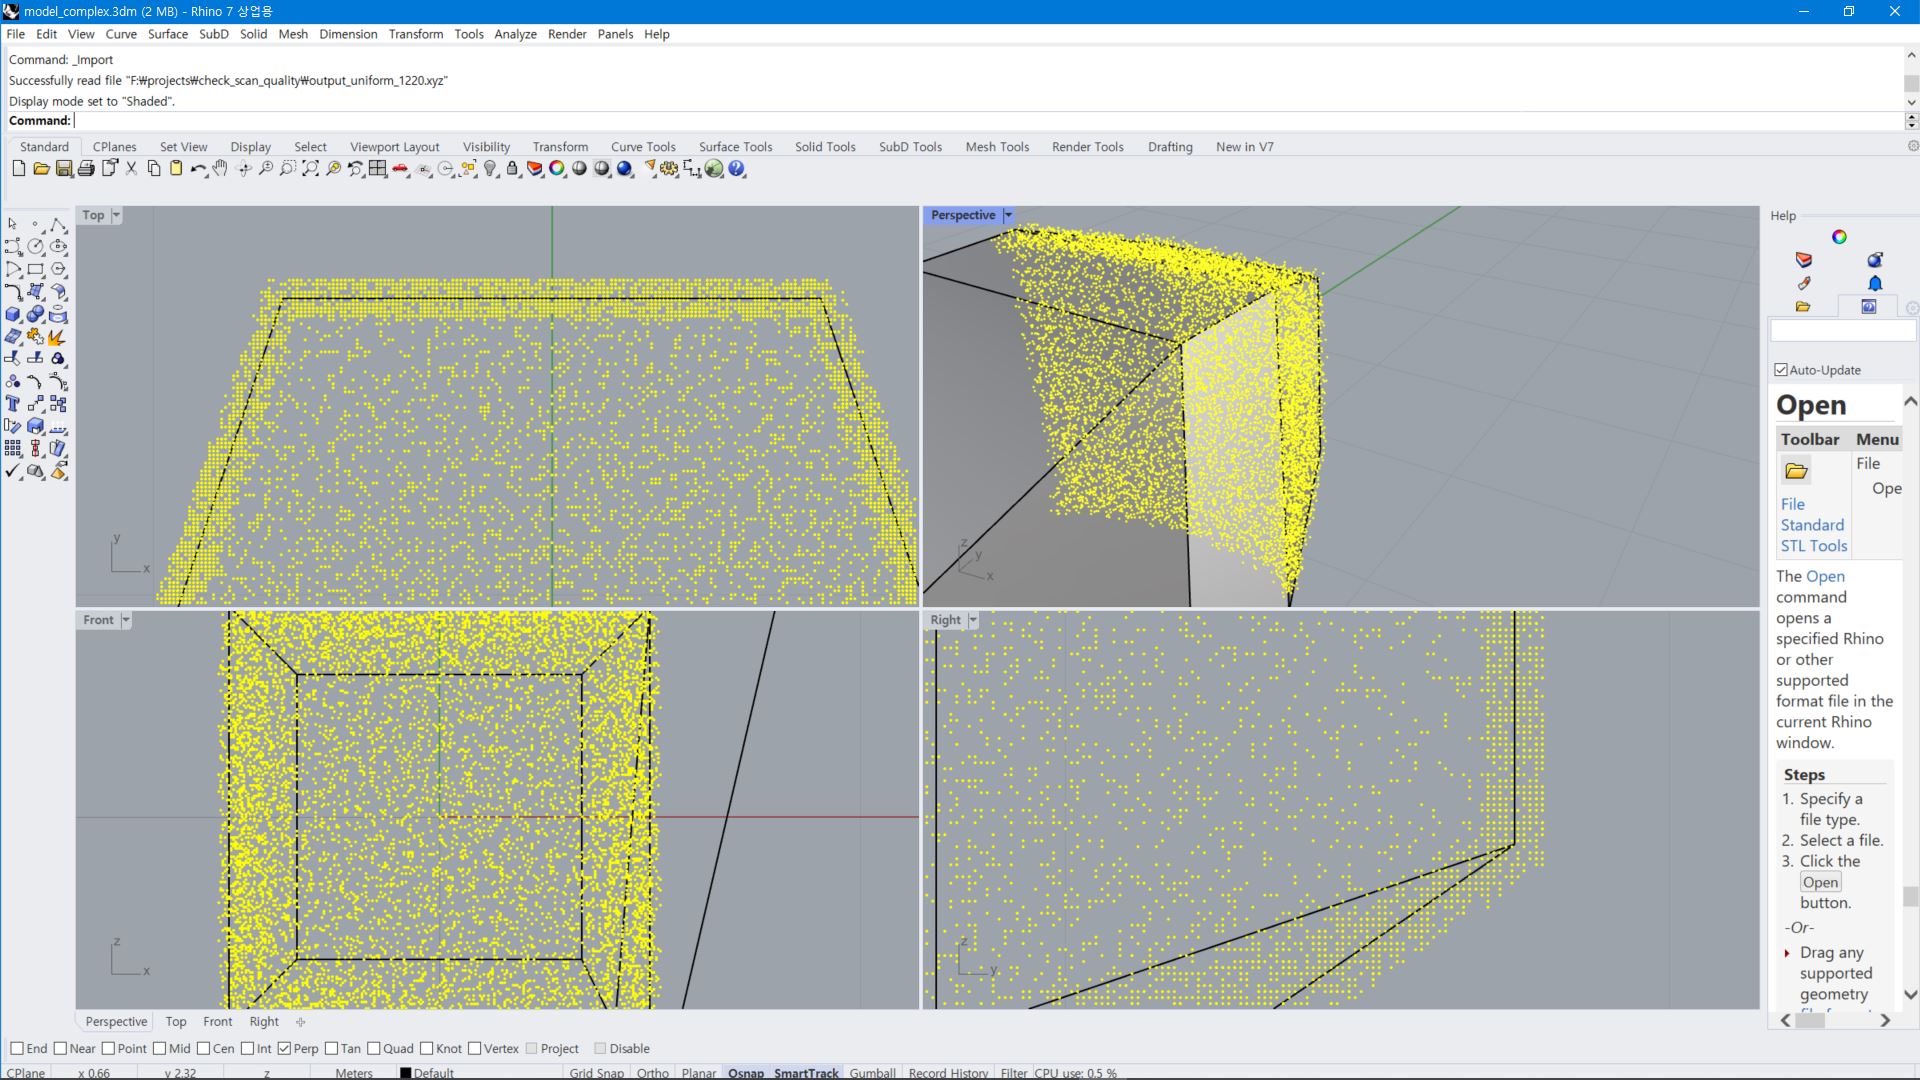 model_complex.3dm (2 MB) - Rhino 7 상업용
File Edit View Curve Surface SubD Solid Mesh Dimension Transform Tools Analyze Render Panels Help
Command: _Import
Successfully read file "F:₩projects₩check_scan_quality₩output_uniform_1220.xyz"
Display mode set to "Shaded".
Command:
Standard CPlanes Set View Display Select Viewport Layout Visibility Transform Curve Tools Surface Tools Solid Tools SubD Tools Mesh Tools Render Tools Drafting New in V7
Top
y
x
Perspective
z
y
x
Front
z
x
Right
z
y
Help
Auto-Update
Open
Toolbar Menu
File
Ope
File
Standard
STL Tools
The Open
command
opens a
specified Rhino
or other
supported
format file in the
current Rhino
window.
Steps
1. Specify a
file type.
2. Select a file.
3. Click the
Open
button.
-Or-
Drag any
supported
geometry
Perspective Top Front Right
End Near Point Mid Cen Int Perp Tan Quad Knot Vertex Project Disable
CPlane x 0.66 y 2.32 z Meters Default Grid Snap Ortho Planar Osnap SmartTrack Gumball Record History Filter CPU use: 0.5 %